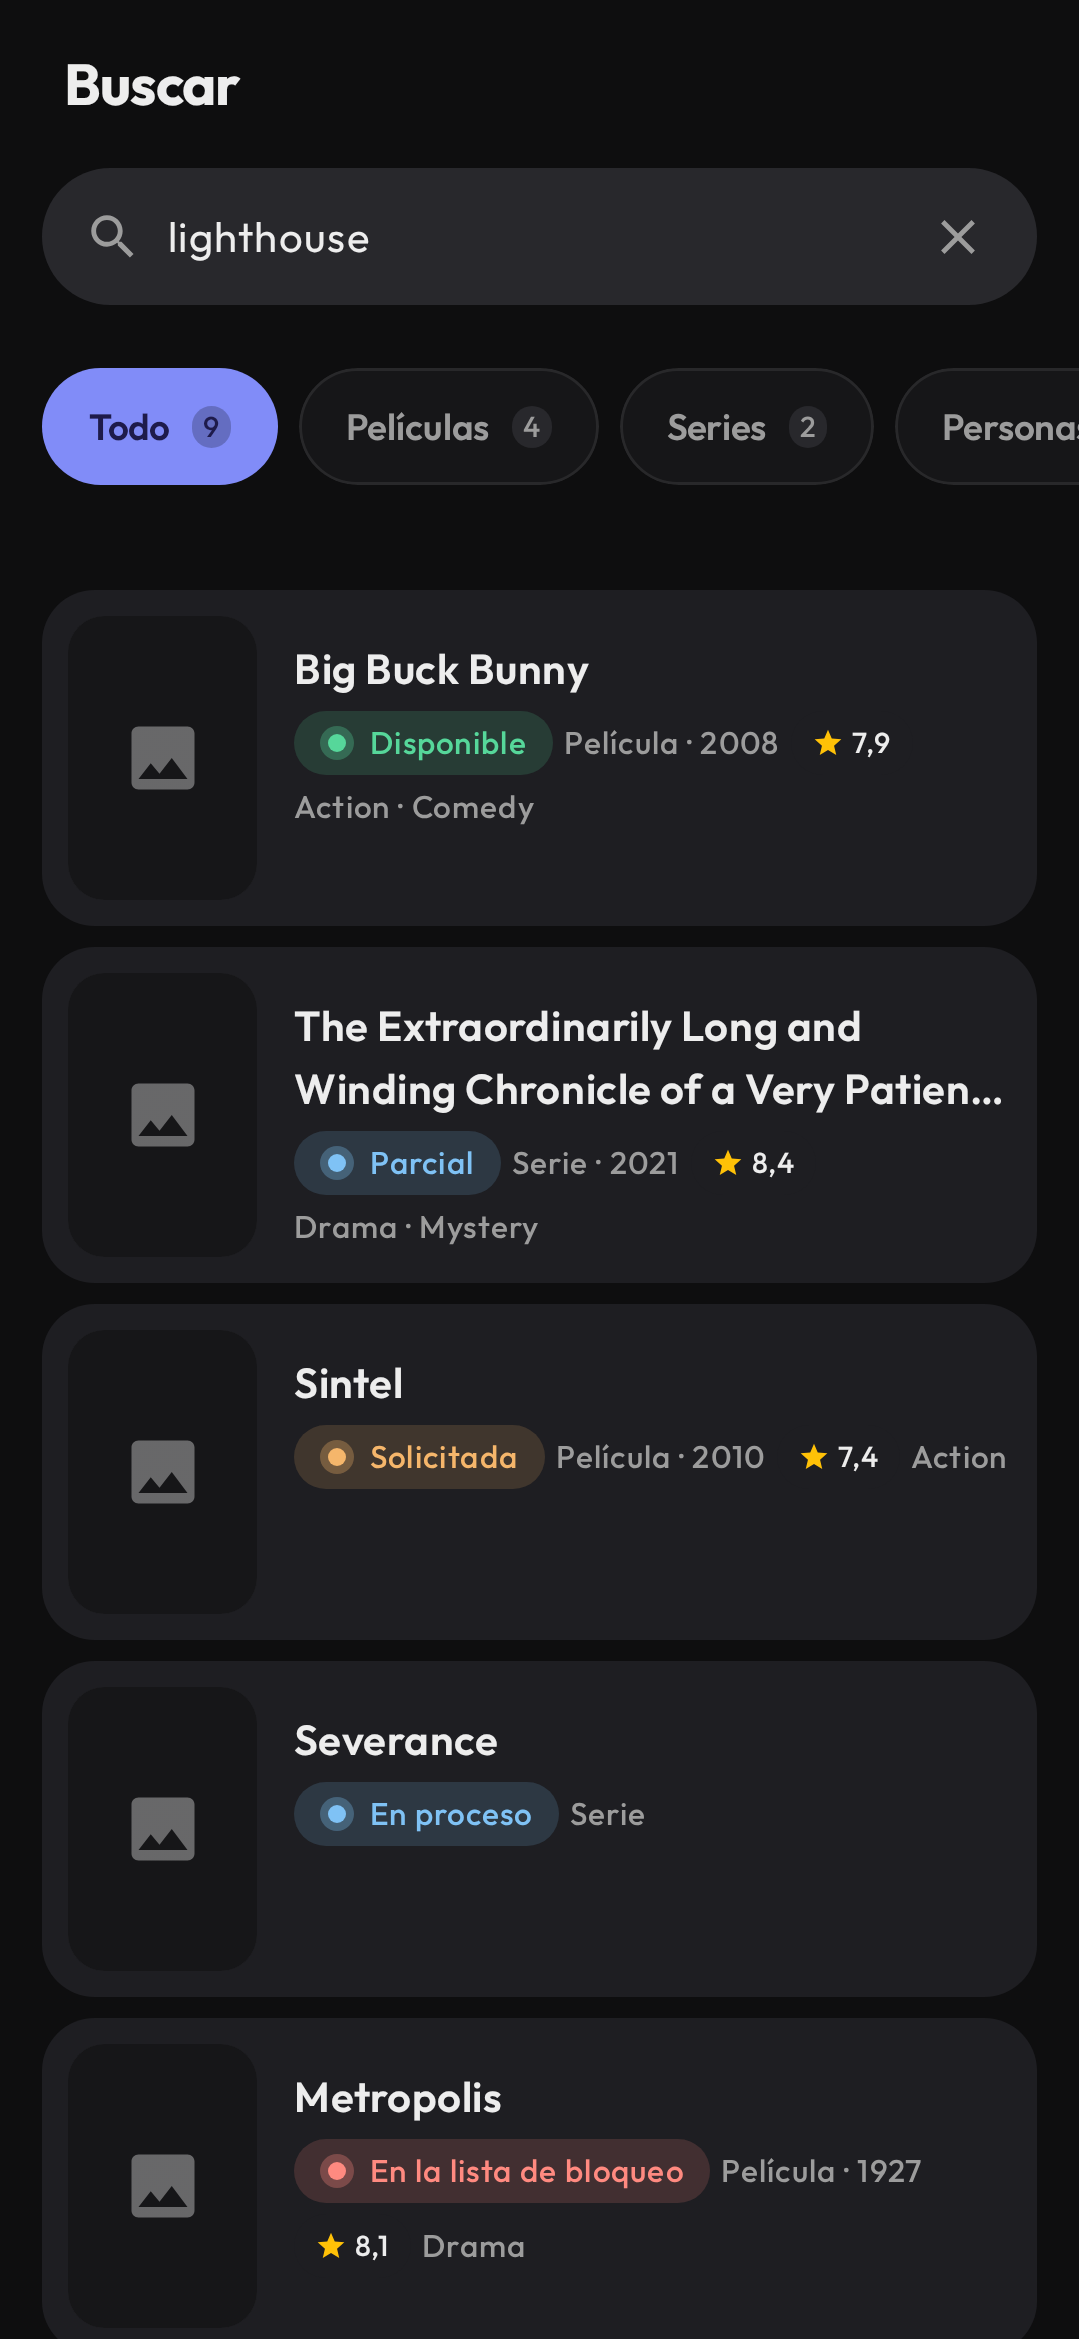 Buscar
lighthouse
Todo 9 Películas 4 Series 2 Personas
Big Buck Bunny
Disponible Película · 2008 7,9
Action · Comedy
The Extraordinarily Long and
Winding Chronicle of a Very Patien...
Parcial Serie · 2021 8,4
Drama · Mystery
Sintel
Solicitada Película · 2010 7,4 Action
Severance
En proceso Serie
Metropolis
En la lista de bloqueo Película · 1927
8,1 Drama